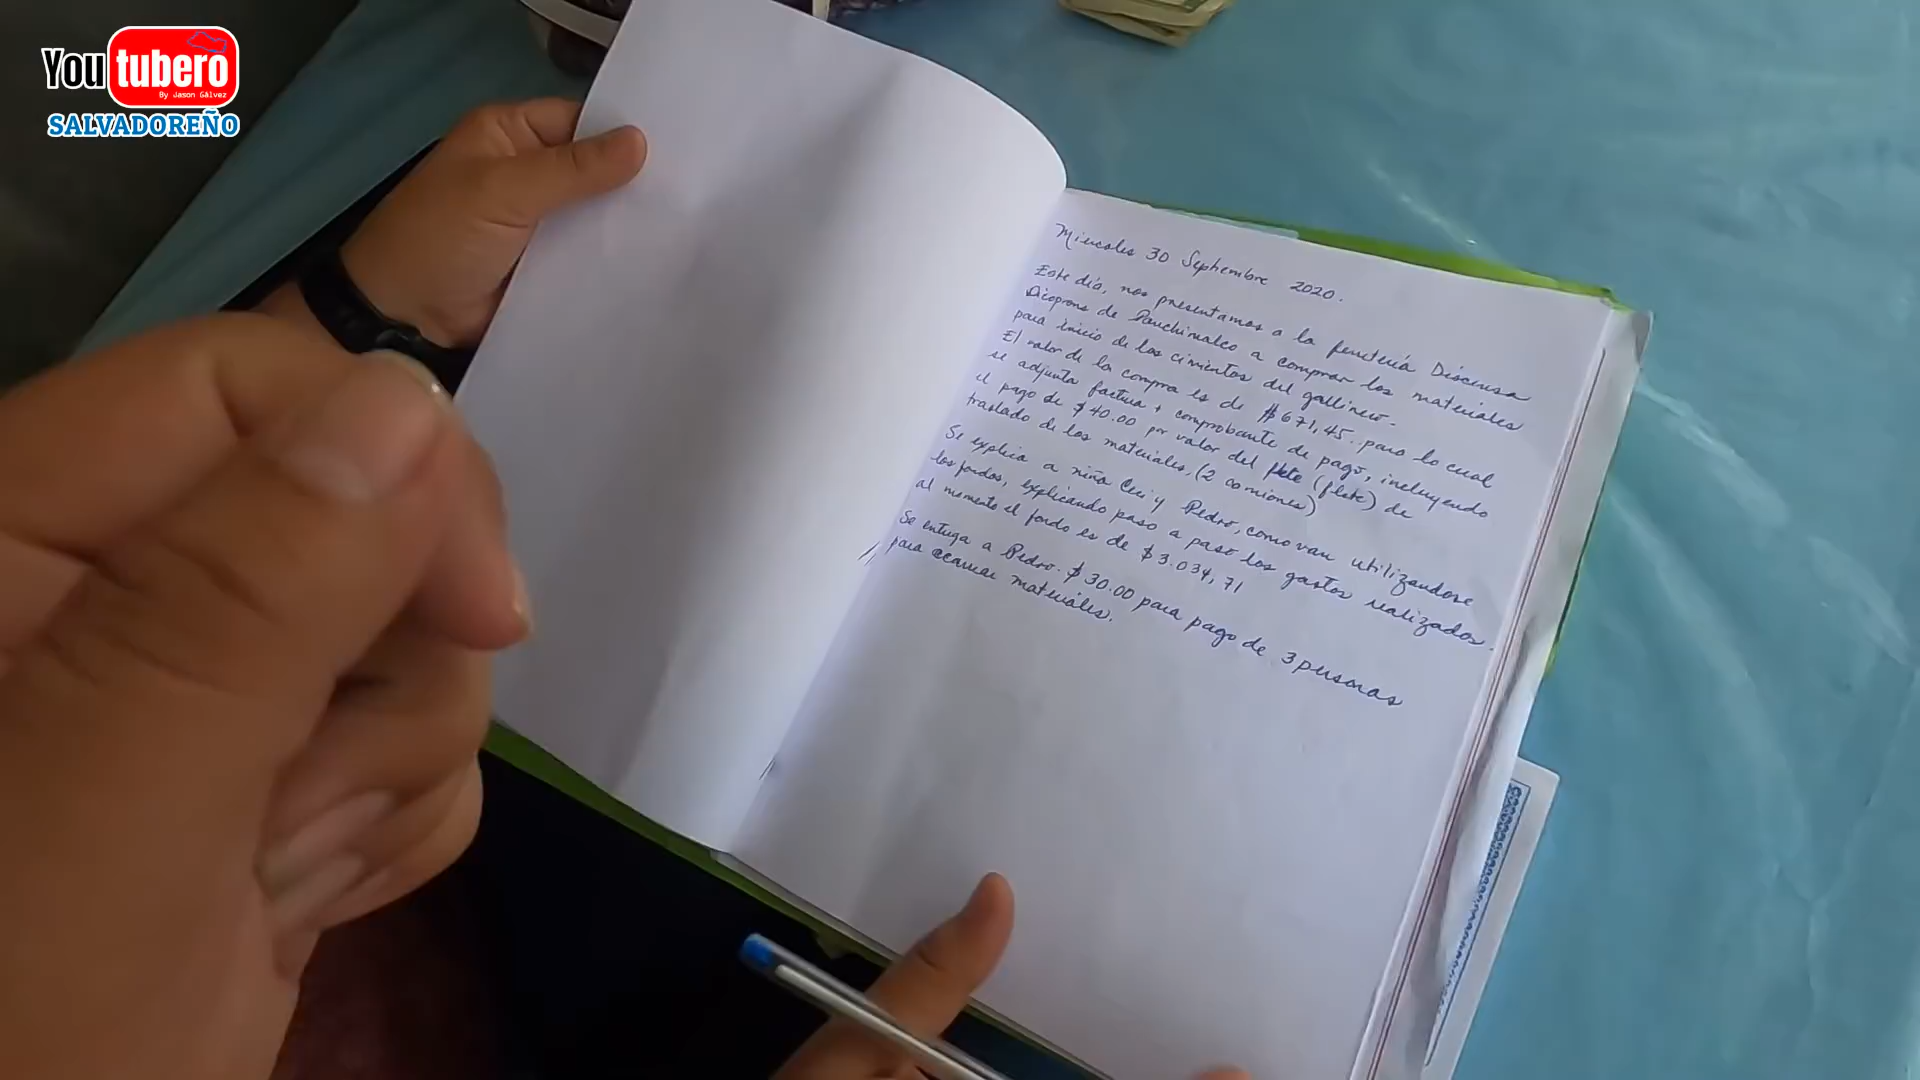 You tubero
By Jason Gálvez
SALVADOREÑO
Miercoles 30 Septembre 2020.
Este día, nos presentamos a la ferreteria
de Panchimalco a comprar los materiales
para inicio de los cimientos del gallinero.
El valor de la compra es de $671,45. para lo cual
se adjunta factura + comprobante de pago, incluyendo
el pago de $40.00 por valor del flete (flete) de
traslado de los materiales, (2 camiones)
Se explica a niña Ceci y Pedro, como van utilizandose
los fondos, explicando paso a paso los gastos realizados.
al momento el fondo es de $3.034,71
Se entrega a Pedro. $30.00 para pago de 3 personas
para acarrear materiales.